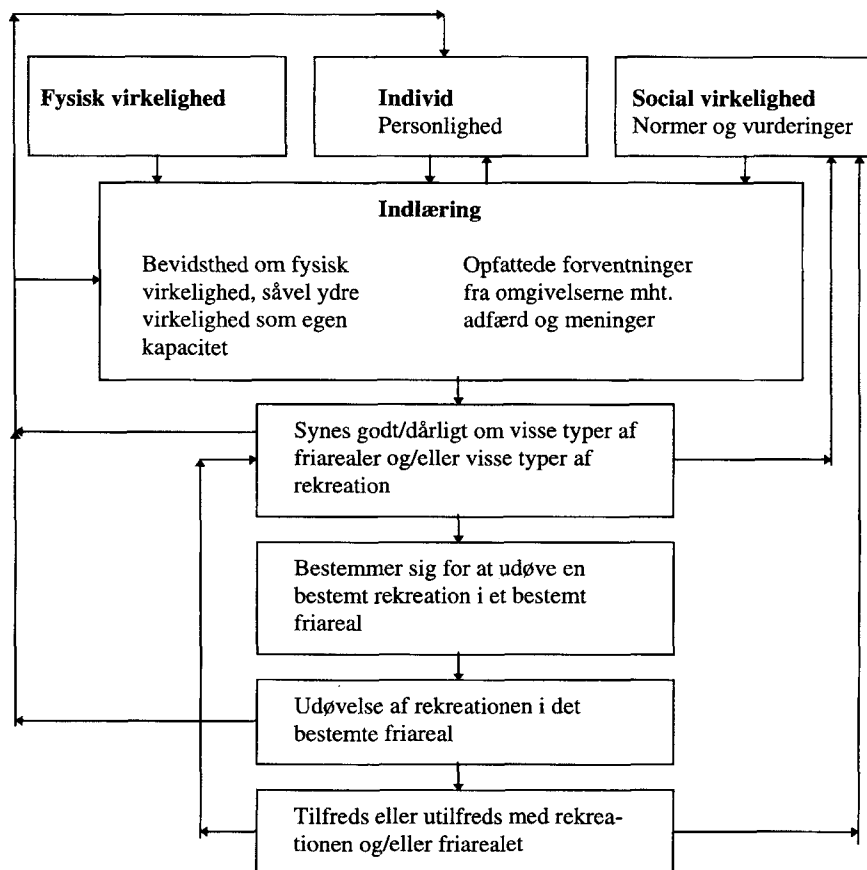 Fysisk virkelighed
Individ
Personlighed
Social virkelighed
Normer og vurderinger
Indlæring
Bevidsthed om fysisk
virkelighed, såvel ydre
virkelighed som egen
kapacitet
Opfattede forventninger
fra omgivelserne mht.
adfærd og meninger
Synes godt/dårligt om visse typer af
friarealer og/eller visse typer af
rekreation
Bestemmer sig for at udøve en
bestemt rekreation i et bestemt
friareal
Udøvelse af rekreationen i det
bestemte friareal
Tilfreds eller utilfreds med rekrea-
tionen og/eller friarealet